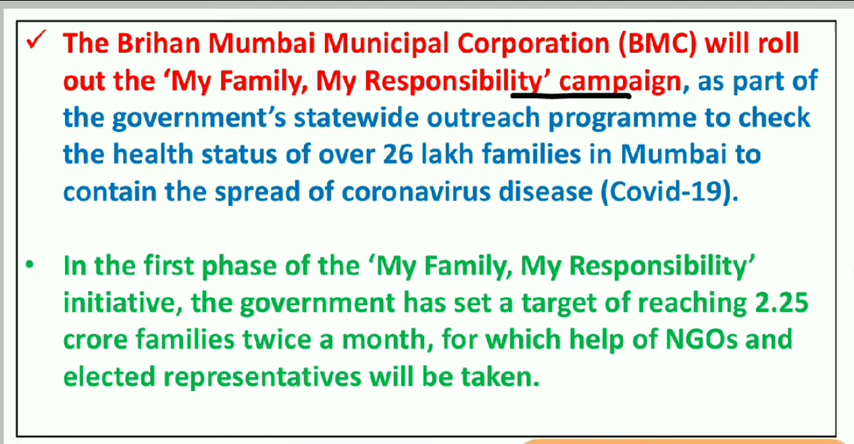 ✓ The Brihan Mumbai Municipal Corporation (BMC) will roll
out the ‘My Family, My Responsibility’ campaign, as part of
the government’s statewide outreach programme to check
the health status of over 26 lakh families in Mumbai to
contain the spread of coronavirus disease (Covid-19).
• In the first phase of the ‘My Family, My Responsibility’
initiative, the government has set a target of reaching 2.25
crore families twice a month, for which help of NGOs and
elected representatives will be taken.